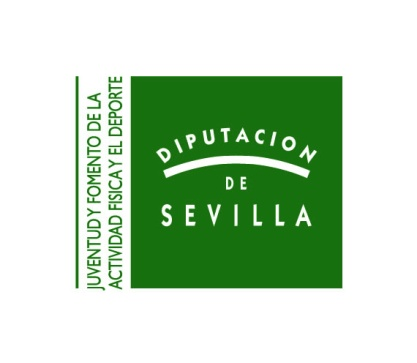 JUVENTUD Y FOMENTO DE LA
ACTIVIDAD FISICA Y EL DEPORTE
DIPUTACION
DE
SEVILLA